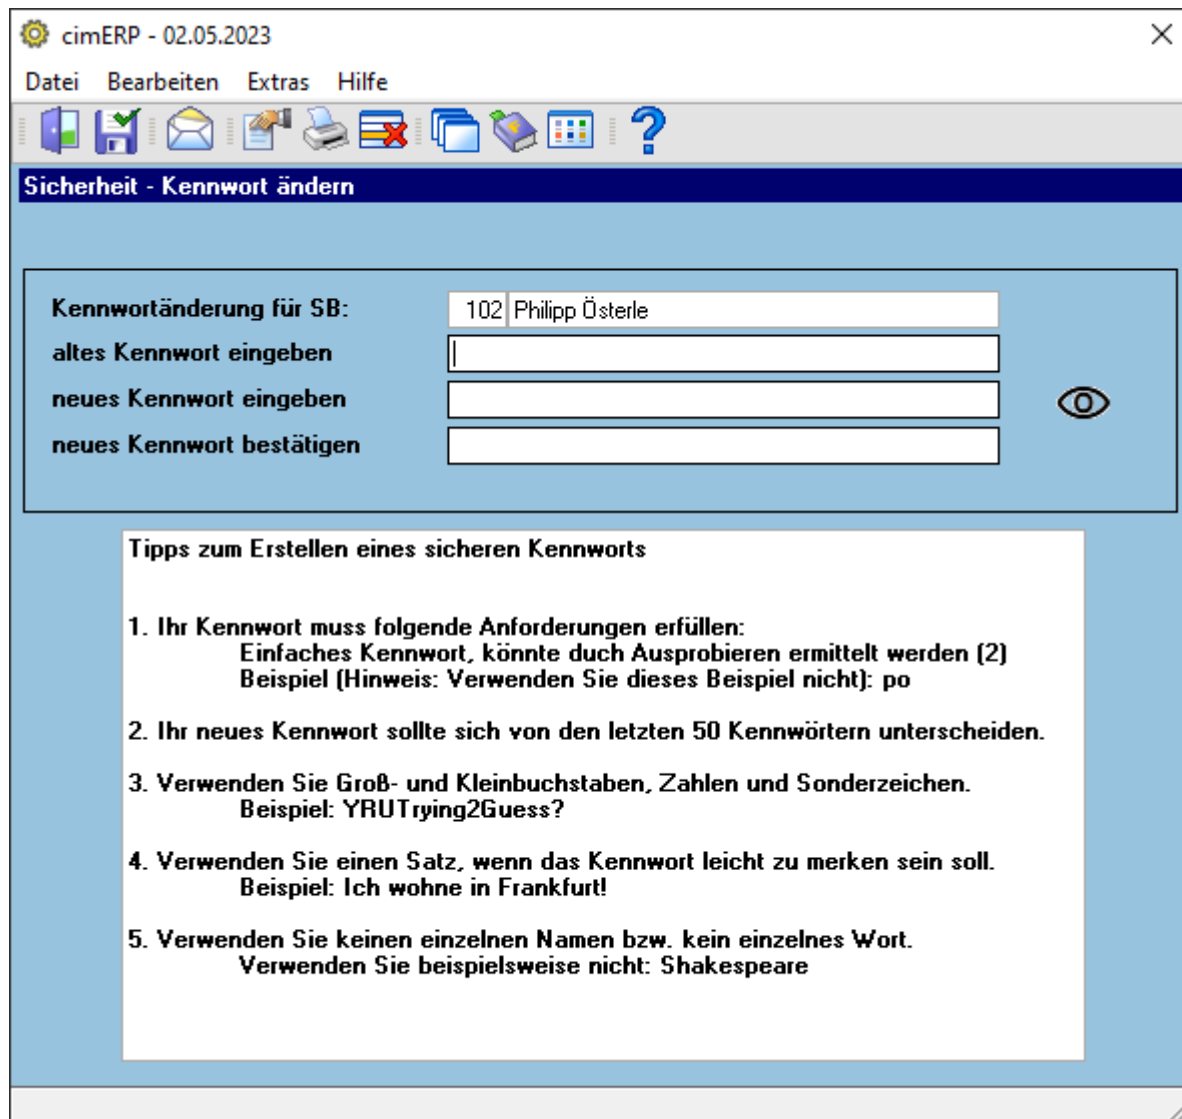 cimERP - 02.05.2023
Datei Bearbeiten Extras Hilfe
Sicherheit - Kennwort ändern
Kennwortänderung für SB: 102 Philipp Österle
altes Kennwort eingeben
neues Kennwort eingeben
neues Kennwort bestätigen
Tipps zum Erstellen eines sicheren Kennworts
1. Ihr Kennwort muss folgende Anforderungen erfüllen:
Einfaches Kennwort, könnte duch Ausprobieren ermittelt werden (2)
Beispiel (Hinweis: Verwenden Sie dieses Beispiel nicht): po
2. Ihr neues Kennwort sollte sich von den letzten 50 Kennwörtern unterscheiden.
3. Verwenden Sie Groß- und Kleinbuchstaben, Zahlen und Sonderzeichen.
Beispiel: YRUTrying2Guess?
4. Verwenden Sie einen Satz, wenn das Kennwort leicht zu merken sein soll.
Beispiel: Ich wohne in Frankfurt!
5. Verwenden Sie keinen einzelnen Namen bzw. kein einzelnes Wort.
Verwenden Sie beispielsweise nicht: Shakespeare